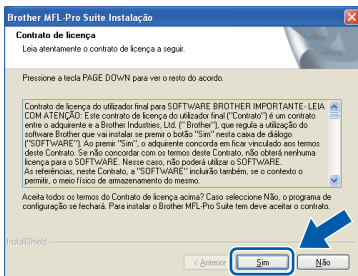 Brother MFL-Pro Suite Instalação
Contrato de licença
Leia atentamente o contrato de licença a seguir.
Pressione a tecla PAGE DOWN para ver o resto do acordo.
Contrato de licença do utilizador final para SOFTWARE BROTHER IMPORTANTE- LEIA
COM ATENÇÃO: Este contrato de licença do utilizador final ("Contrato") é um contrato
entre o adquirente e a Brother Industries, Ltd. (" Brother"), que regula a utilização do
software Brother que vai instalar se premir o botão "Sim" nesta caixa de diálogo
("SOFTWARE"). Ao premir "Sim", o adquirente concorda em ficar vinculado aos termos
deste Contrato. Se não concordar com os termos deste Contrato, não obterá nenhuma
licença para o SOFTWARE. Nesse caso, não poderá utilizar o SOFTWARE.
As referências, neste Contrato, a "SOFTWARE" incluirão também, se o contexto o
permitir, o meio físico de armazenamento do mesmo.
Aceita todos os termos do Contrato de licença acima? Caso seleccione Não, o programa de
configuração se fechará. Para instalar o Brother MFL-Pro Suite tem deve aceitar o contrato.
InstallShield
< Anterior
Sim
Não